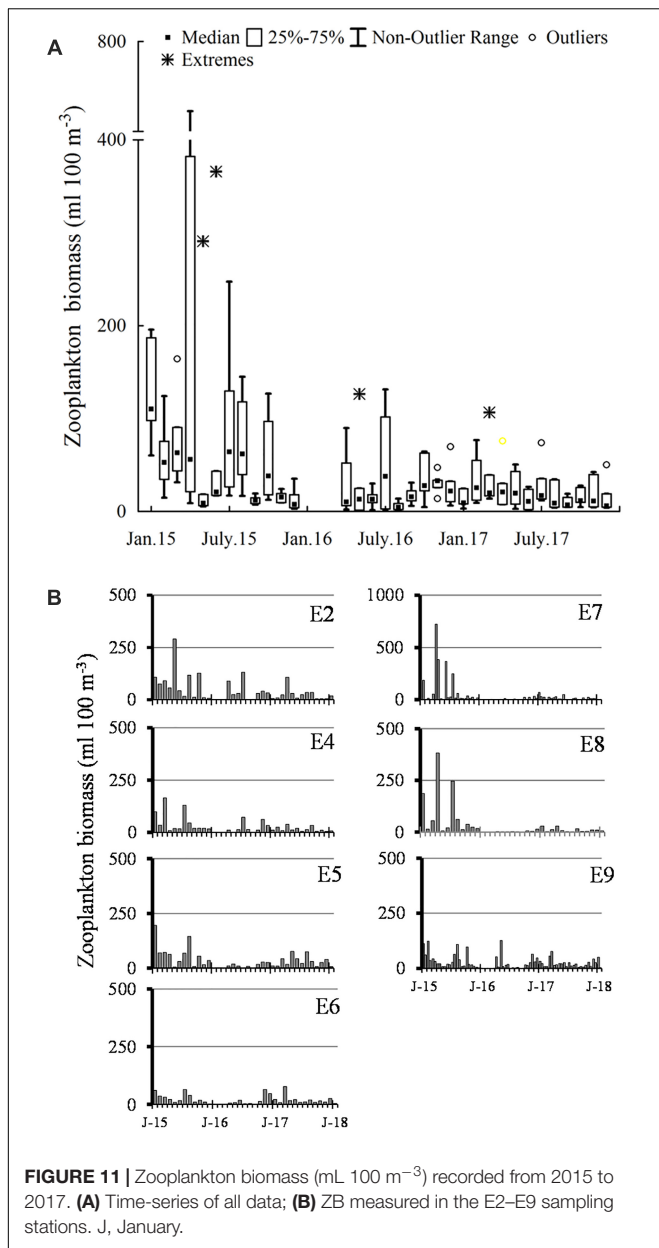 A
800
Median 25%-75% Non-Outlier Range Outliers
Extremes
400
200
0
Zooplankton biomass (ml 100 m⁻³)
Jan.15 July.15 Jan.16 July.16 Jan.17 July.17
B
Zooplankton biomass (ml 100 m⁻³)
500
250
0
E2
500
250
0
E4
500
250
0
E5
500
250
0
E6
J-15 J-16 J-17 J-18
1000
500
0
E7
500
250
0
E8
500
250
0
E9
J-15 J-16 J-17 J-18
FIGURE 11 | Zooplankton biomass (mL 100 m⁻³) recorded from 2015 to
2017. (A) Time-series of all data; (B) ZB measured in the E2–E9 sampling
stations. J, January.